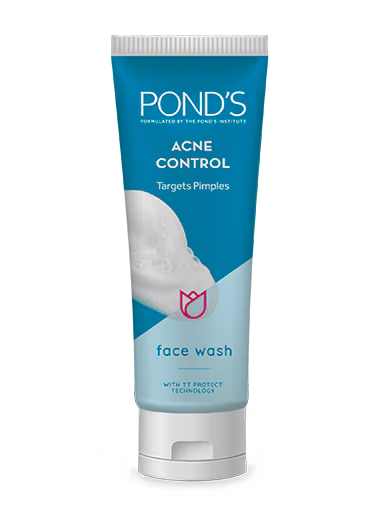 POND'S
FORMULATED BY THE POND'S INSTITUTE
ACNE
CONTROL
Targets Pimples
face wash
WITH TT PROTECT
TECHNOLOGY